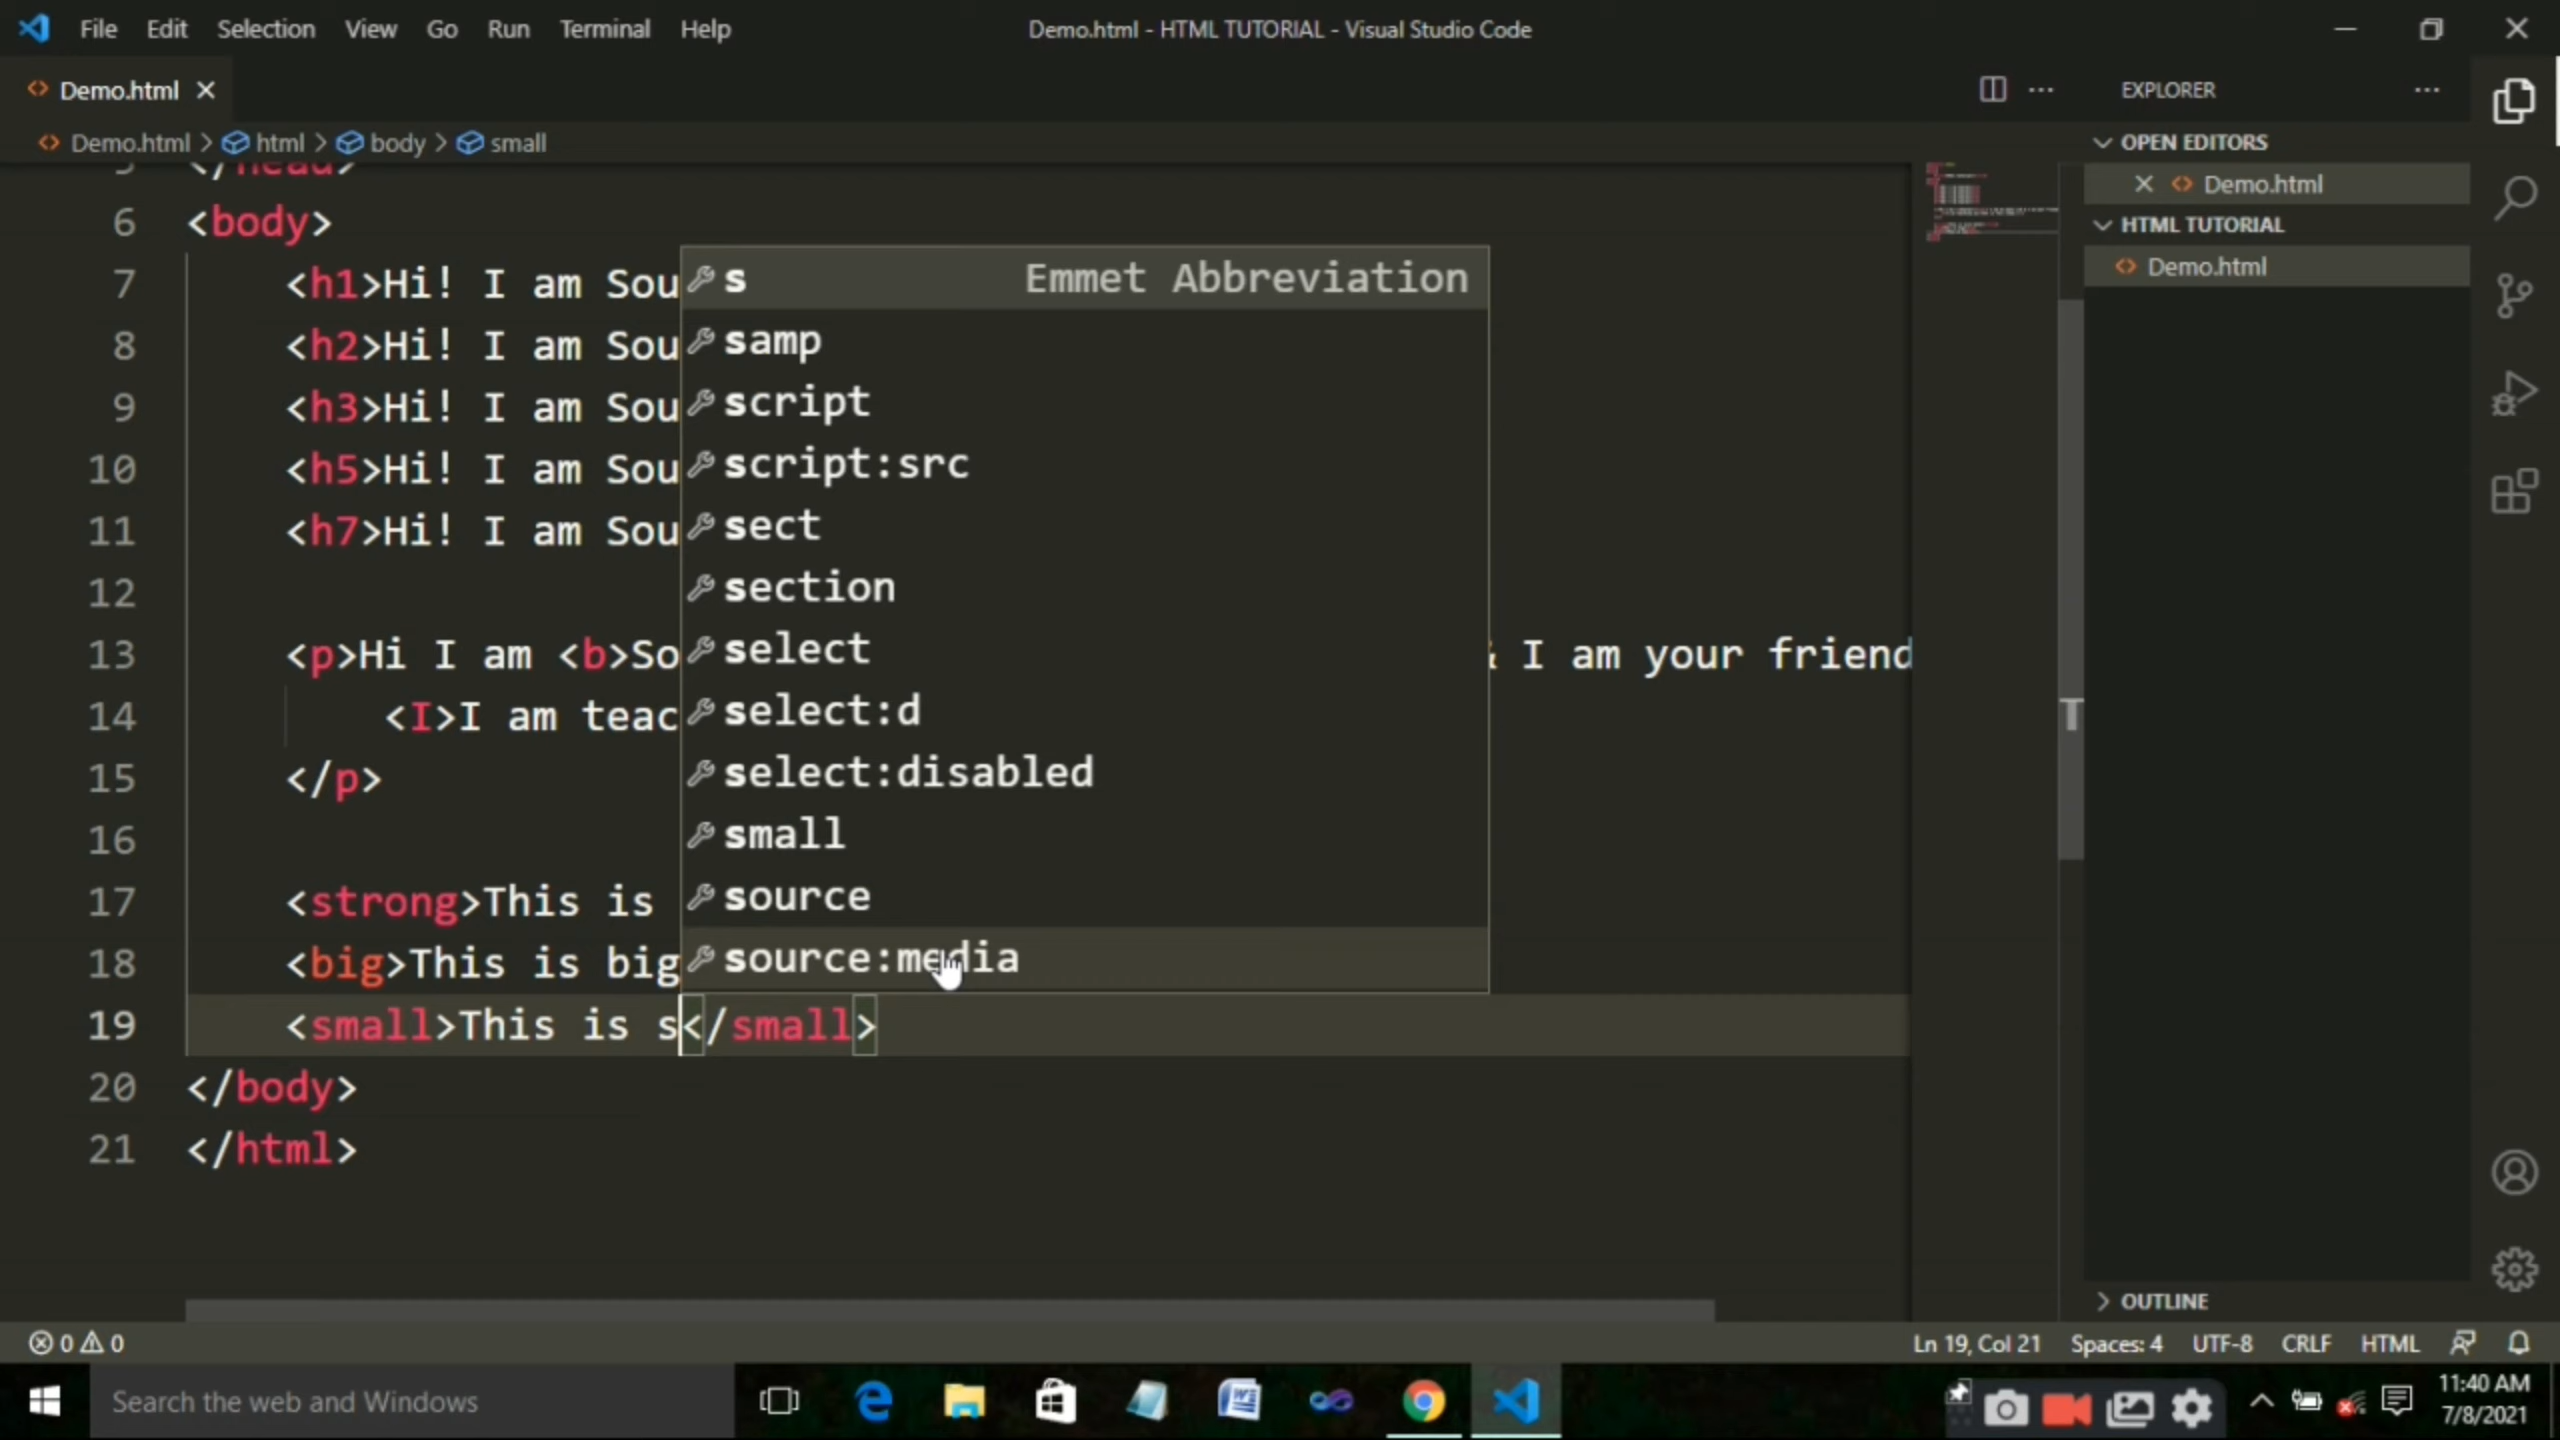 File Edit Selection View Go Run Terminal Help
Demo.html - HTML TUTORIAL - Visual Studio Code
Demo.html
EXPLORER
Demo.html > html > body > small
OPEN EDITORS
Demo.html
HTML TUTORIAL
Demo.html
5 </head>
6 <body>
7 <h1>Hi! I am Sou
8 <h2>Hi! I am Sou
9 <h3>Hi! I am Sou
10 <h5>Hi! I am Sou
11 <h7>Hi! I am Sou
12
13 <p>Hi I am <b>So & I am your friend
14 <I>I am teac
15 </p>
16
17 <strong>This is
18 <big>This is big
19 <small>This is s</small>
20 </body>
21 </html>
s Emmet Abbreviation
samp
script
script:src
sect
section
select
select:d
select:disabled
small
source
source:media
T
OUTLINE
0 0
Ln 19, Col 21 Spaces: 4 UTF-8 CRLF HTML
Search the web and Windows
11:40 AM
7/8/2021